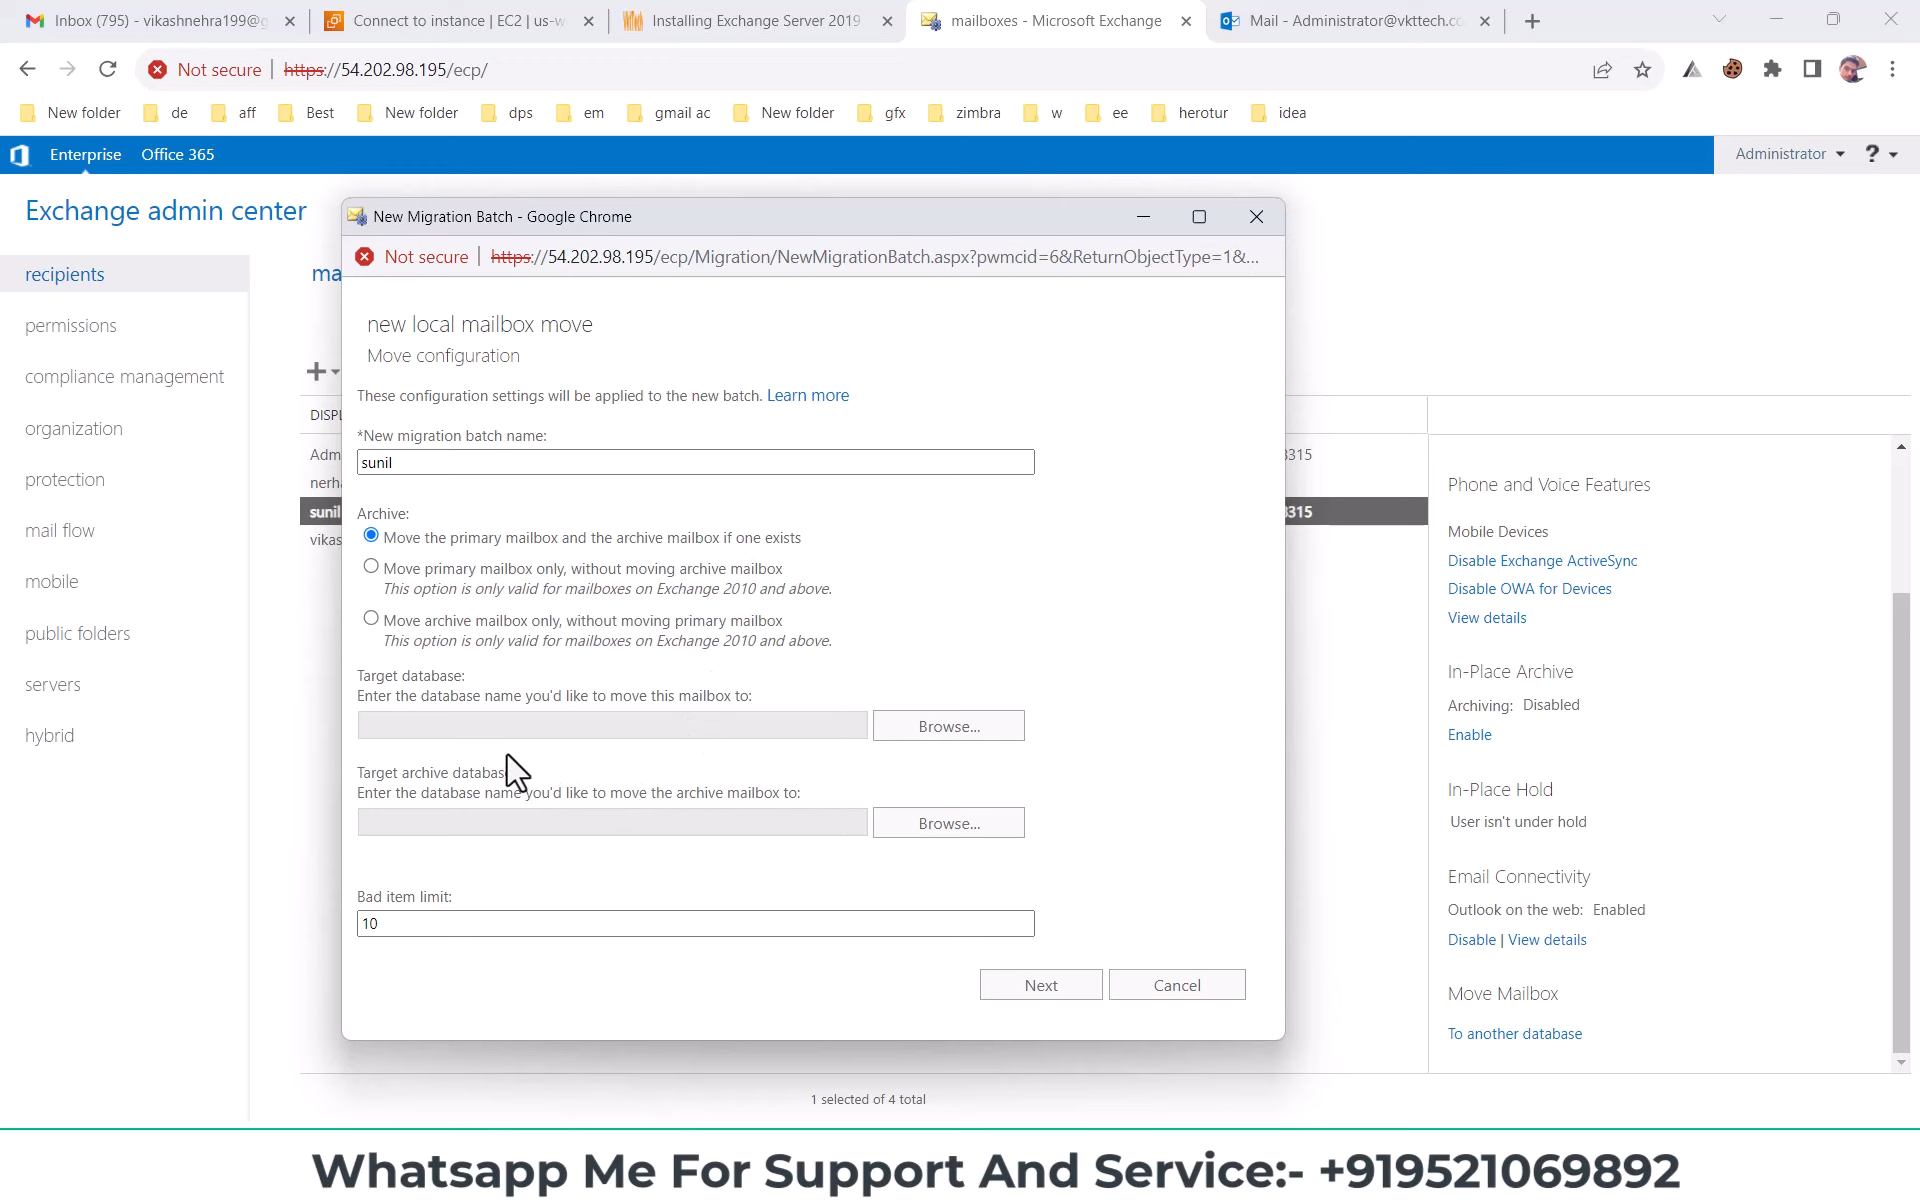 Inbox (795) - vikashnehra199@g
Connect to instance | EC2 | us-w
Installing Exchange Server 2019
mailboxes - Microsoft Exchange
Mail - Administrator@vkttech.co
Not secure | https://54.202.98.195/ecp/
New folder
de
aff
Best
New folder
dps
em
gmail ac
New folder
gfx
zimbra
w
ee
herotur
idea
Enterprise
Office 365
Administrator
?
Exchange admin center
recipients
permissions
compliance management
organization
protection
mail flow
mobile
public folders
servers
hybrid
ma
DISPL
Adm
nerha
sunil
vikas
New Migration Batch - Google Chrome
Not secure | https://54.202.98.195/ecp/Migration/NewMigrationBatch.aspx?pwmcid=6&ReturnObjectType=1&...
new local mailbox move
Move configuration
These configuration settings will be applied to the new batch. Learn more
*New migration batch name:
sunil
Archive:
Move the primary mailbox and the archive mailbox if one exists
Move primary mailbox only, without moving archive mailbox
This option is only valid for mailboxes on Exchange 2010 and above.
Move archive mailbox only, without moving primary mailbox
This option is only valid for mailboxes on Exchange 2010 and above.
Target database:
Enter the database name you'd like to move this mailbox to:
Browse...
Target archive databas
Enter the database name you'd like to move the archive mailbox to:
Browse...
Bad item limit:
10
Next
Cancel
3315
3315
Phone and Voice Features
Mobile Devices
Disable Exchange ActiveSync
Disable OWA for Devices
View details
In-Place Archive
Archiving: Disabled
Enable
In-Place Hold
User isn't under hold
Email Connectivity
Outlook on the web: Enabled
Disable | View details
Move Mailbox
To another database
1 selected of 4 total
Whatsapp Me For Support And Service:- +919521069892